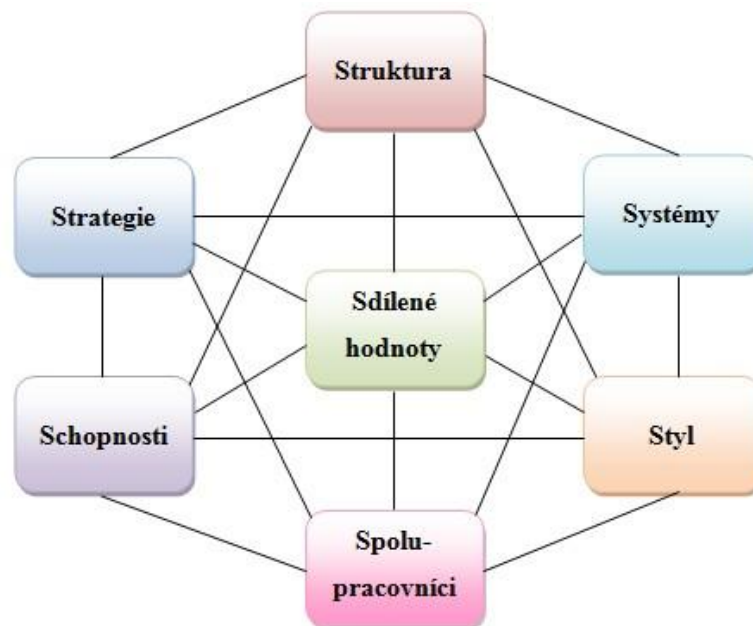 Struktura
Strategie
Systémy
Sdílené
hodnoty
Schopnosti
Styl
Spolu-
pracovníci